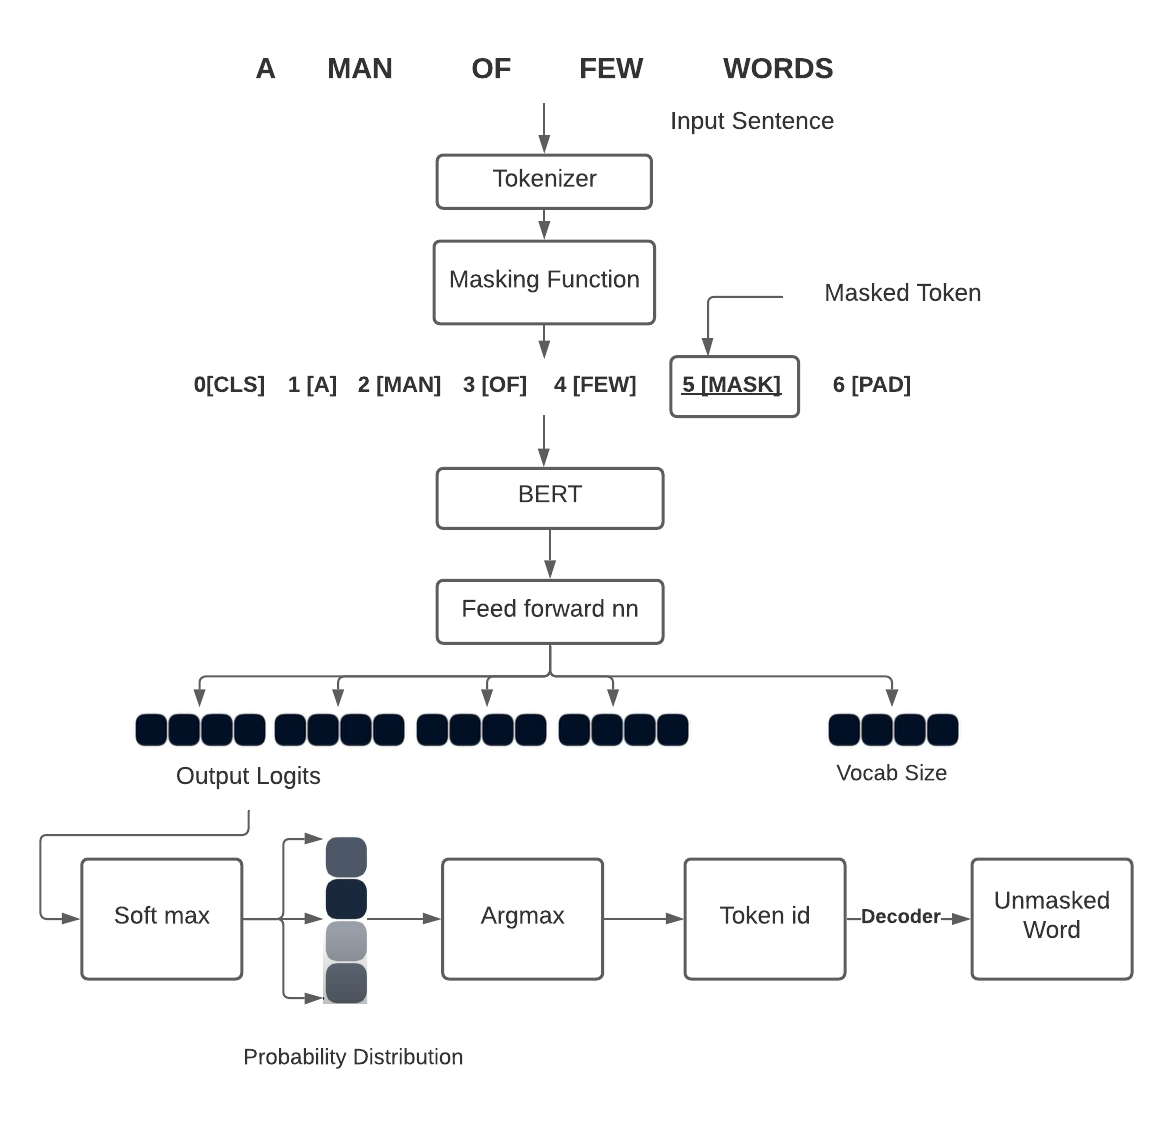 A MAN OF FEW WORDS
Input Sentence
Tokenizer
Masking Function
Masked Token
0[CLS] 1 [A] 2 [MAN] 3 [OF] 4 [FEW] 5 [MASK] 6 [PAD]
BERT
Feed forward nn
Output Logits
Vocab Size
Soft max
Argmax
Token id
Decoder
Unmasked
Word
Probability Distribution